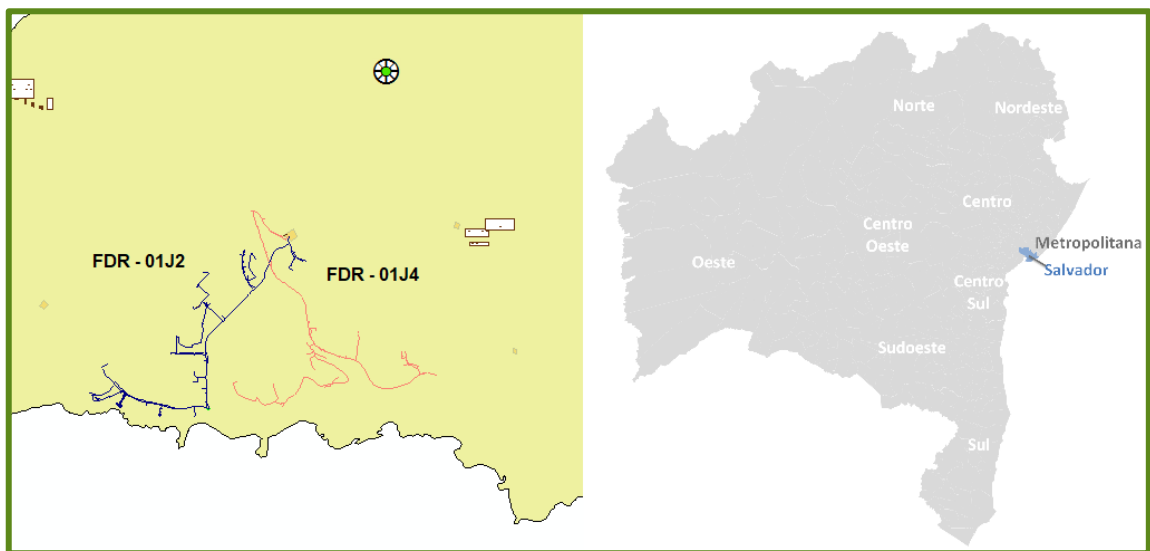 FDR - 01J2
FDR - 01J4
Norte
Nordeste
Centro
Centro
Oeste
Oeste
Metropolitana
Salvador
Centro
Sul
Sudoeste
Sul